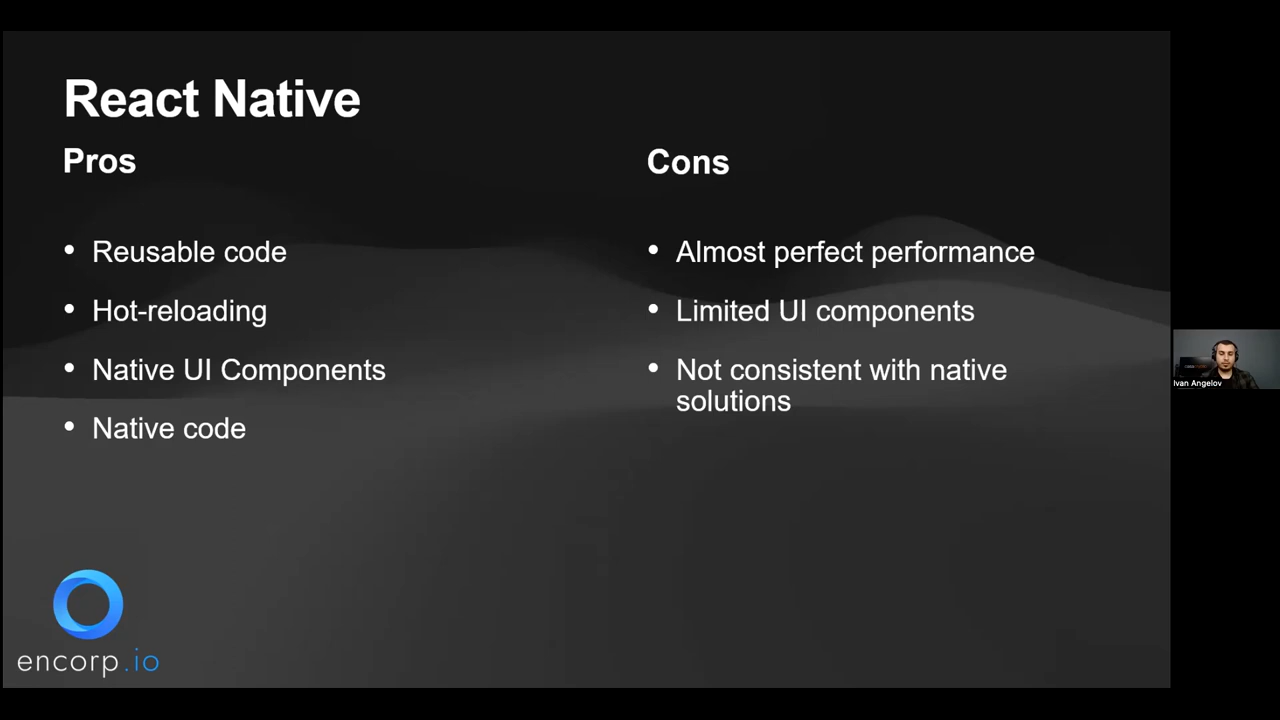 React Native
Pros
• Reusable code
• Hot-reloading
• Native UI Components
• Native code
Cons
• Almost perfect performance
• Limited UI components
• Not consistent with native
solutions
encorp.io
Ivan Angelov